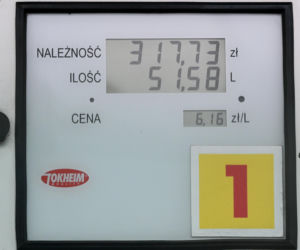 NALEŻNOŚĆ 317,73 zł
ILOŚĆ 51,58 L
CENA 6,16 zł/L
TOKHEIM
1